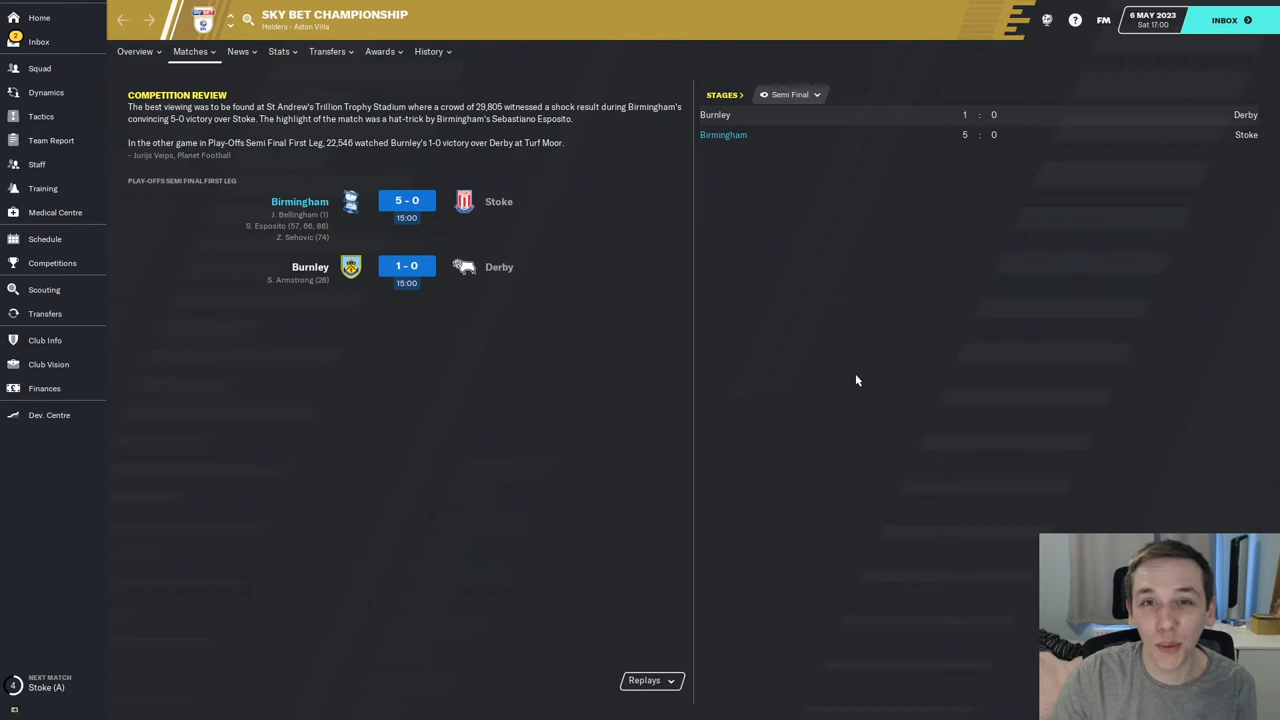 Home
2
Inbox
Squad
Dynamics
Tactics
Team Report
Staff
Training
Medical Centre
Schedule
Competitions
Scouting
Transfers
Club Info
Club Vision
Finances
Dev. Centre
4
NEXT MATCH
Stoke (A)
SKY BET CHAMPIONSHIP
Holders - Aston Villa
?
FM
6 MAY 2023
Sat 17:00
INBOX
Overview
Matches
News
Stats
Transfers
Awards
History
COMPETITION REVIEW
The best viewing was to be found at St Andrew's Trillion Trophy Stadium where a crowd of 29,805 witnessed a shock result during Birmingham's
convincing 5-0 victory over Stoke. The highlight of the match was a hat-trick by Birmingham's Sebastiano Esposito.
In the other game in Play-Offs Semi Final First Leg, 22,546 watched Burnley's 1-0 victory over Derby at Turf Moor.
- Jurijs Veips, Planet Football
PLAY-OFFS SEMI FINAL FIRST LEG
Birmingham 5 - 0 Stoke
J. Bellingham (1) 15:00
S. Esposito (57, 66, 86)
Z. Sehovic (74)
Burnley 1 - 0 Derby
S. Armstrong (28) 15:00
Replays
STAGES > Semi Final
Burnley 1 : 0 Derby
Birmingham 5 : 0 Stoke